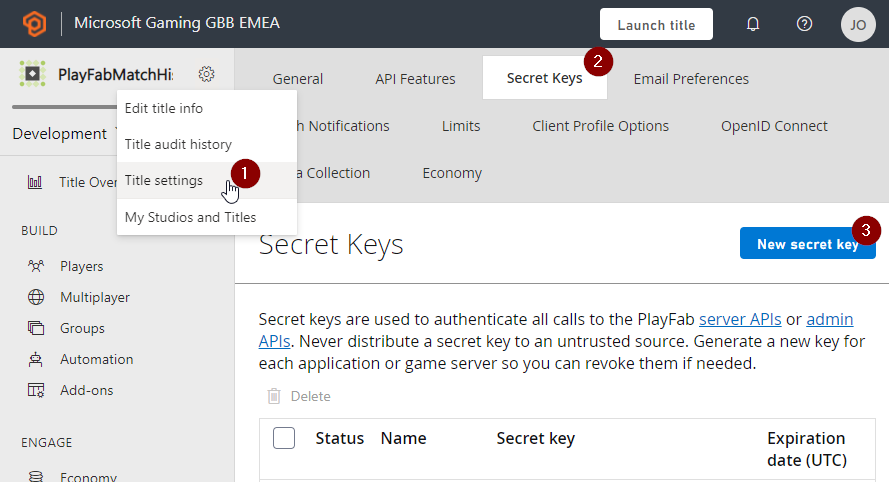 Microsoft Gaming GBB EMEA
Launch title
JO
PlayFabMatchHi
Development
Edit title info
Title audit history
Title settings
1
My Studios and Titles
Title Over
BUILD
Players
Multiplayer
Groups
Automation
Add-ons
ENGAGE
Economy
General
API Features
Secret Keys
2
Email Preferences
h Notifications
Limits
Client Profile Options
OpenID Connect
a Collection
Economy
Secret Keys
New secret key
3
Secret keys are used to authenticate all calls to the PlayFab server APIs or admin
APIs. Never distribute a secret key to an untrusted source. Generate a new key for
each application or game server so you can revoke them if needed.
Delete
Status
Name
Secret key
Expiration
date (UTC)